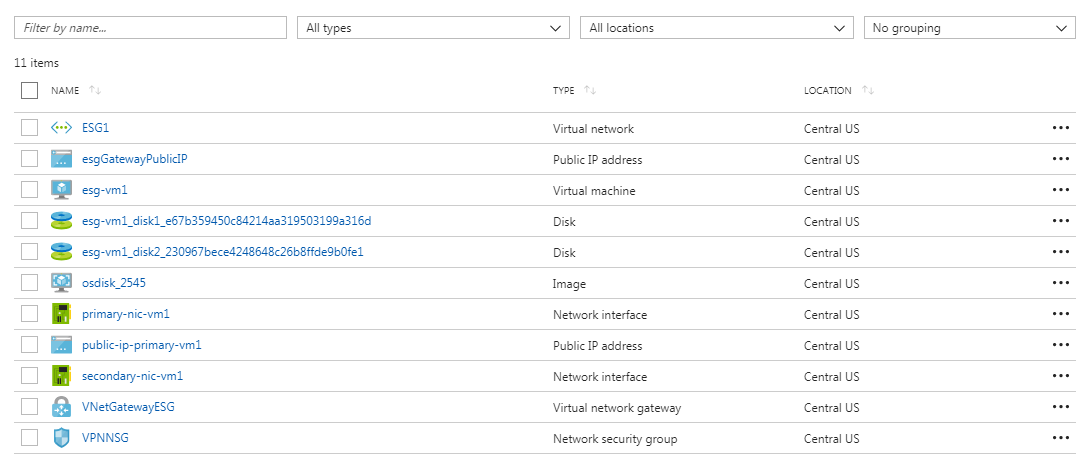 Filter by name... All types All locations No grouping
11 items
NAME TYPE LOCATION
ESG1 Virtual network Central US
esgGatewayPublicIP Public IP address Central US
esg-vm1 Virtual machine Central US
esg-vm1_disk1_e67b359450c84214aa319503199a316d Disk Central US
esg-vm1_disk2_230967bece4248648c26b8ffde9b0fe1 Disk Central US
osdisk_2545 Image Central US
primary-nic-vm1 Network interface Central US
public-ip-primary-vm1 Public IP address Central US
secondary-nic-vm1 Network interface Central US
VNetGatewayESG Virtual network gateway Central US
VPNNSG Network security group Central US